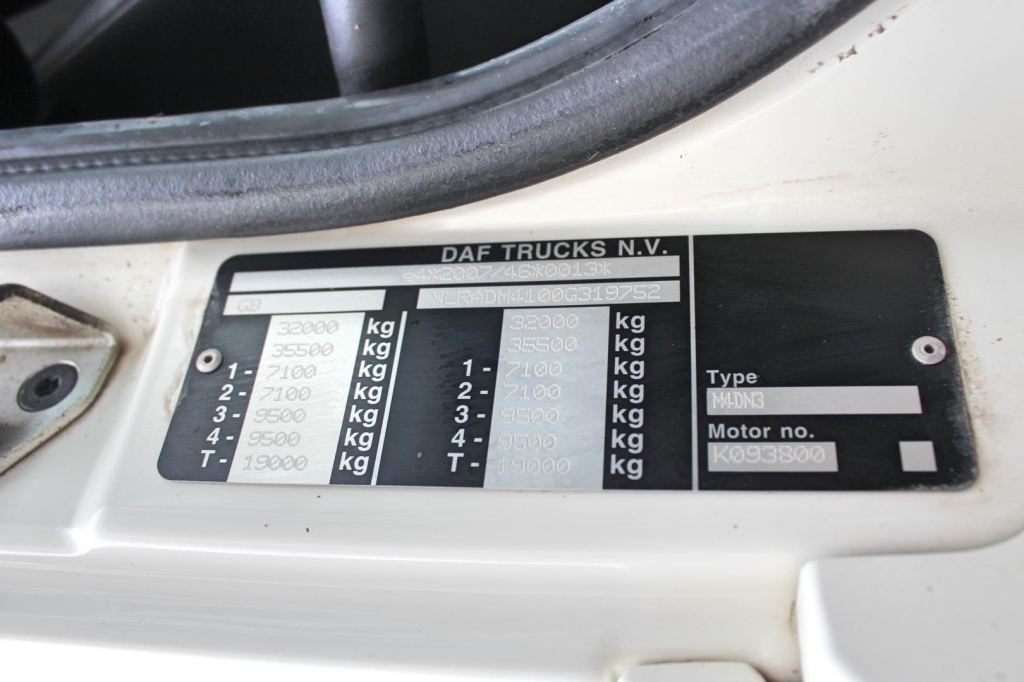 DAF TRUCKS N.V.
e4*2007/46*0013*
GB XLRADM4100G319752
32000 kg 32000 kg
35500 kg 35500 kg
1- 7100 kg 1- 7100 kg
2- 7100 kg 2- 7100 kg
3- 9500 kg 3- 9500 kg
4- 9500 kg 4- 9500 kg
T- 19000 kg T- 19000 kg
Type
M4DN3
Motor no.
K093800